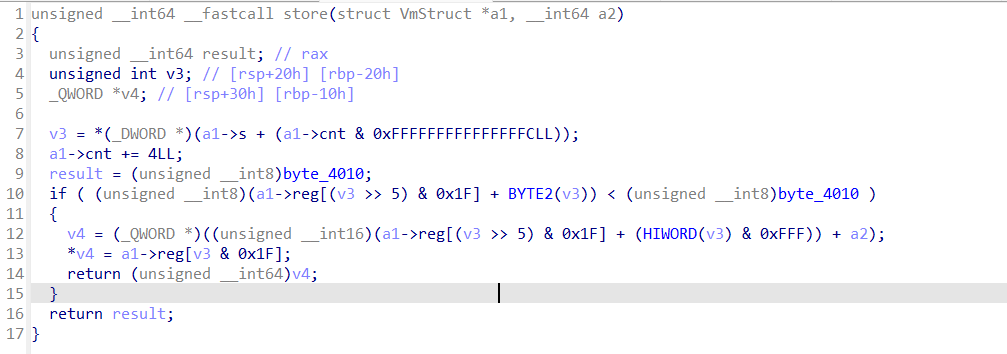 1 unsigned __int64 __fastcall store(struct VmStruct *a1, __int64 a2)
2 {
3 unsigned __int64 result; // rax
4 unsigned int v3; // [rsp+20h] [rbp-20h]
5 _QWORD *v4; // [rsp+30h] [rbp-10h]
6
7 v3 = *(_DWORD *)(a1->s + (a1->cnt & 0xFFFFFFFFFFFFFFFCLL));
8 a1->cnt += 4LL;
9 result = (unsigned __int8)byte_4010;
10 if ( (unsigned __int8)(a1->reg[(v3 >> 5) & 0x1F] + BYTE2(v3)) < (unsigned __int8)byte_4010 )
11 {
12 v4 = (_QWORD *)((unsigned __int16)(a1->reg[(v3 >> 5) & 0x1F] + (HIWORD(v3) & 0xFFF)) + a2);
13 *v4 = a1->reg[v3 & 0x1F];
14 return (unsigned __int64)v4;
15 }
16 return result;
17 }